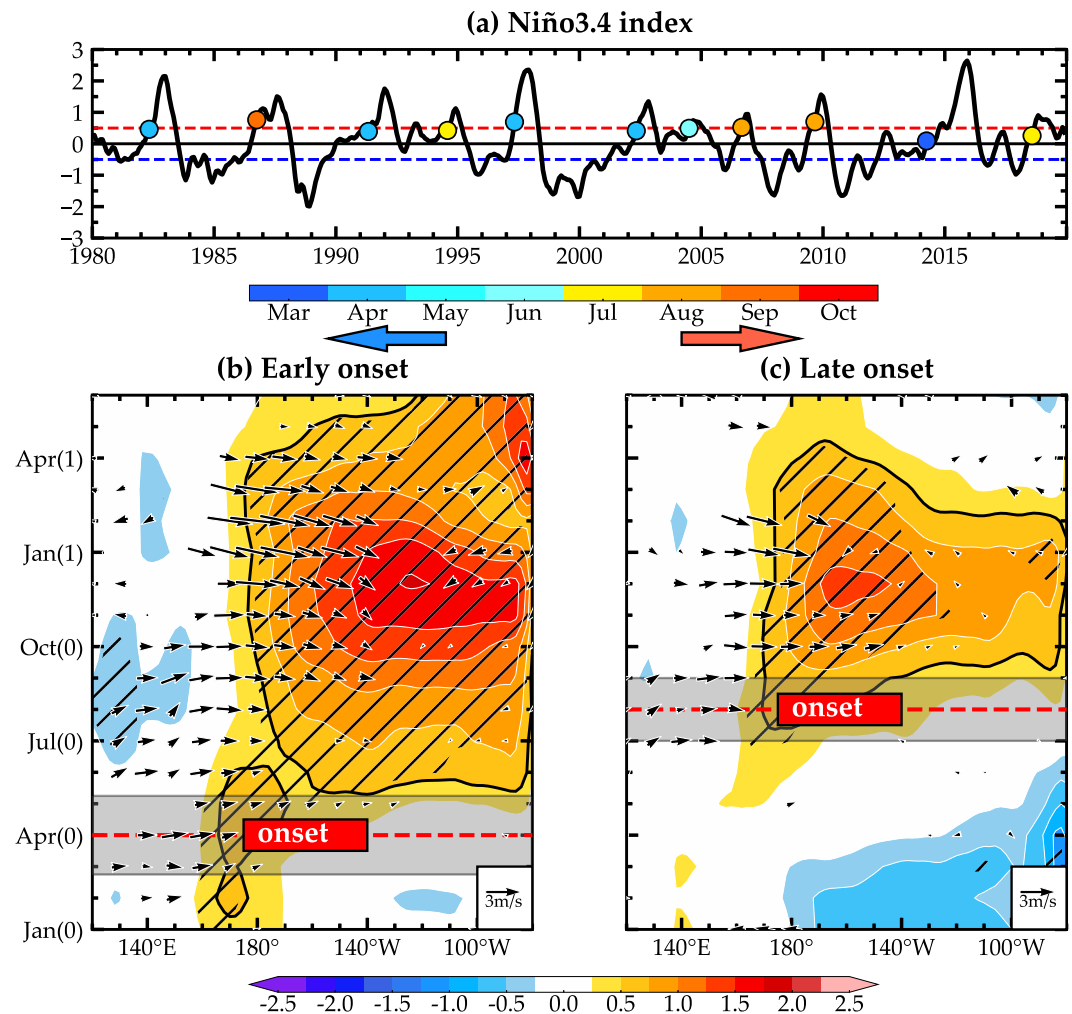 (a) Niño3.4 index
3
2
1
0
−1
−2
−3
1980 1985 1990 1995 2000 2005 2010 2015
Mar Apr May Jun Jul Aug Sep Oct
(b) Early onset
(c) Late onset
Apr(1)
Jan(1)
Oct(0)
Jul(0)
Apr(0)
Jan(0)
onset
3m/s
140°E 180° 140°W 100°W
onset
3m/s
140°E 180° 140°W 100°W
-2.5 -2.0 -1.5 -1.0 -0.5 0.0 0.5 1.0 1.5 2.0 2.5